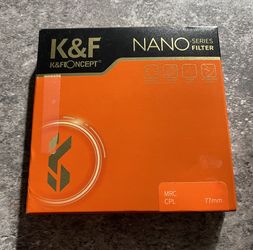 K&F
K&F CONCEPT®
NANO SERIES FILTER
MRC
CPL 77mm